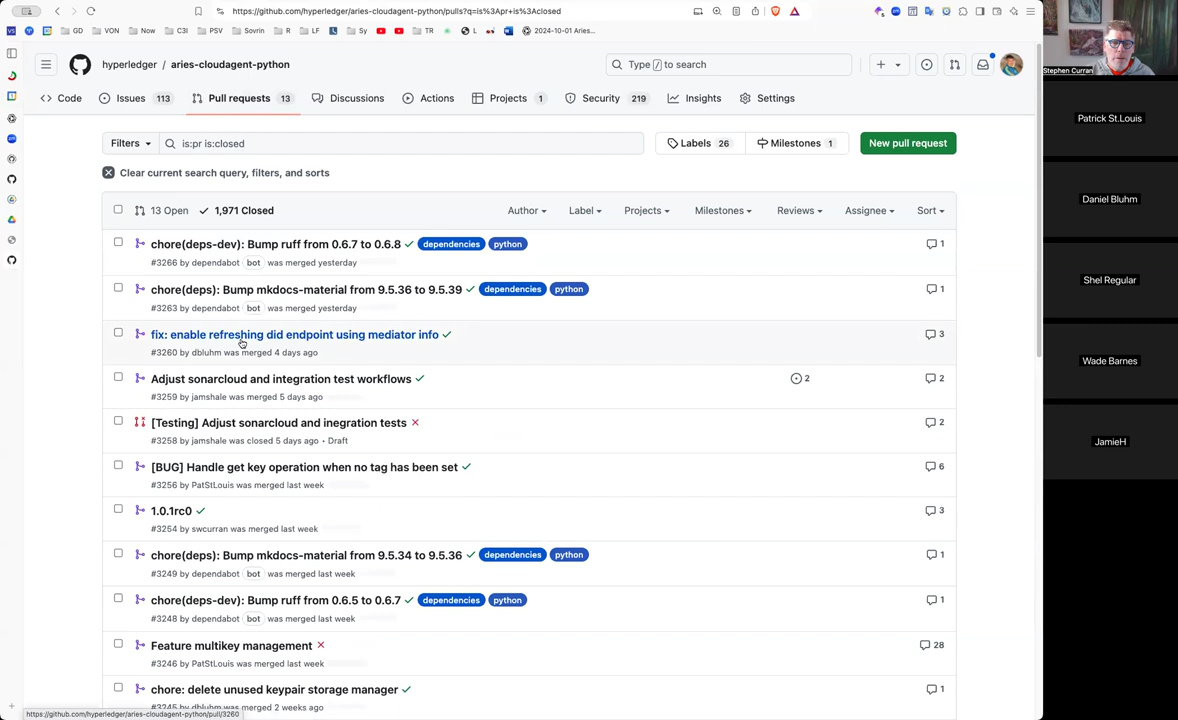 https://github.com/hyperledger/aries-cloudagent-python/pulls?q=is%3Apr+is%3Aclosed
GD VON Now C3I PSV Sovrin R LF Sy TR L 2024-10-01 Aries...
Stephen Curran
hyperledger / aries-cloudagent-python
Type / to search
Code Issues 113 Pull requests 13 Discussions Actions Projects 1 Security 219 Insights Settings
Filters is:pr is:closed Labels 26 Milestones 1 New pull request
Clear current search query, filters, and sorts
13 Open 1,971 Closed Author Label Projects Milestones Reviews Assignee Sort
chore(deps-dev): Bump ruff from 0.6.7 to 0.6.8 dependencies python 1
#3266 by dependabot bot was merged yesterday
chore(deps): Bump mkdocs-material from 9.5.36 to 9.5.39 dependencies python 1
#3263 by dependabot bot was merged yesterday
fix: enable refreshing did endpoint using mediator info 3
#3260 by dbluhm was merged 4 days ago
Adjust sonarcloud and integration test workflows 2 2
#3259 by jamshale was merged 5 days ago
[Testing] Adjust sonarcloud and inegration tests 2
#3258 by jamshale was closed 5 days ago • Draft
[BUG] Handle get key operation when no tag has been set 6
#3256 by PatStLouis was merged last week
1.0.1rc0 3
#3254 by swcurran was merged last week
chore(deps): Bump mkdocs-material from 9.5.34 to 9.5.36 dependencies python 1
#3249 by dependabot bot was merged last week
chore(deps-dev): Bump ruff from 0.6.5 to 0.6.7 dependencies python 1
#3248 by dependabot bot was merged last week
Feature multikey management 28
#3246 by PatStLouis was merged last week
chore: delete unused keypair storage manager 1
#3245 by dbluhm was merged 2 weeks ago
https://github.com/hyperledger/aries-cloudagent-python/pull/3260
Patrick St.Louis
Daniel Bluhm
Shel Regular
Wade Barnes
JamieH